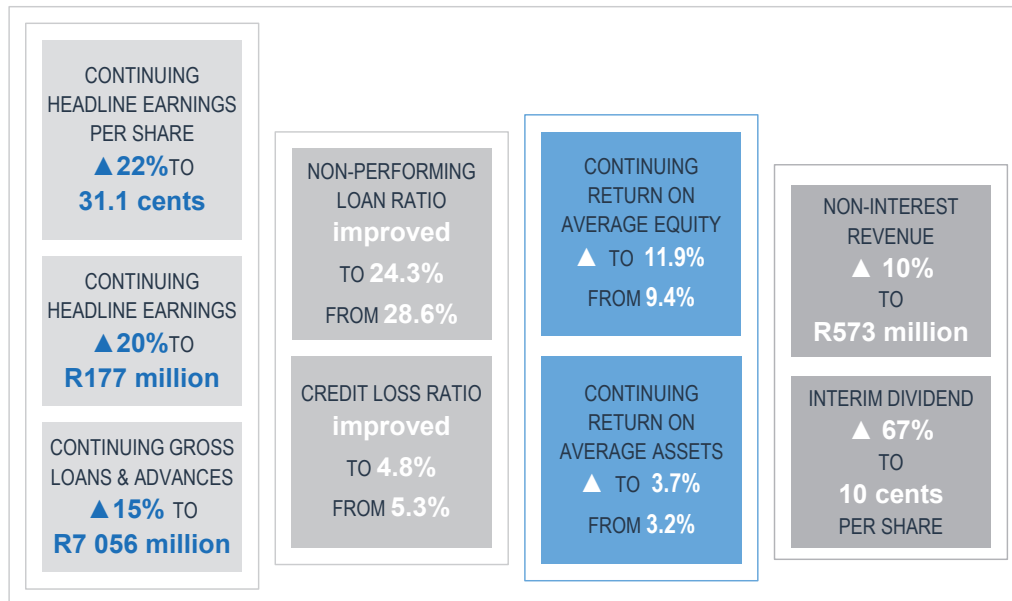 CONTINUING
HEADLINE EARNINGS
PER SHARE
▲22%TO
31.1 cents
CONTINUING
HEADLINE EARNINGS
▲20%TO
R177 million
CONTINUING GROSS
LOANS & ADVANCES
▲15% TO
R7 056 million
NON-PERFORMING
LOAN RATIO
improved
TO 24.3%
FROM 28.6%
CREDIT LOSS RATIO
improved
TO 4.8%
FROM 5.3%
CONTINUING
RETURN ON
AVERAGE EQUITY
▲ TO 11.9%
FROM 9.4%
CONTINUING
RETURN ON
AVERAGE ASSETS
▲ TO 3.7%
FROM 3.2%
NON-INTEREST
REVENUE
▲ 10%
TO
R573 million
INTERIM DIVIDEND
▲ 67%
TO
10 cents
PER SHARE